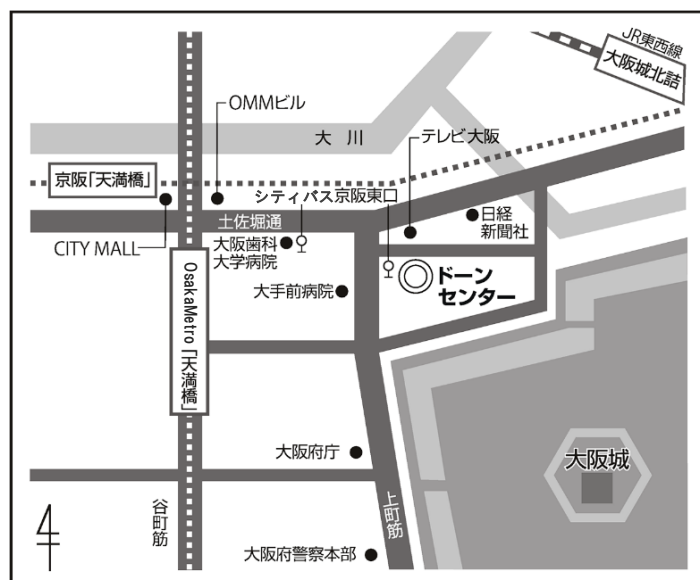 JR東西線
大阪城北詰
OMMビル
大 川
テレビ大阪
京阪「天満橋」
シティバス京阪東口
日経
新聞社
土佐堀通
CITY MALL
大阪歯科
大学病院
OsakaMetro「天満橋」
大手前病院
ドーン
センター
大阪府庁
大阪城
谷町筋
上町筋
大阪府警察本部